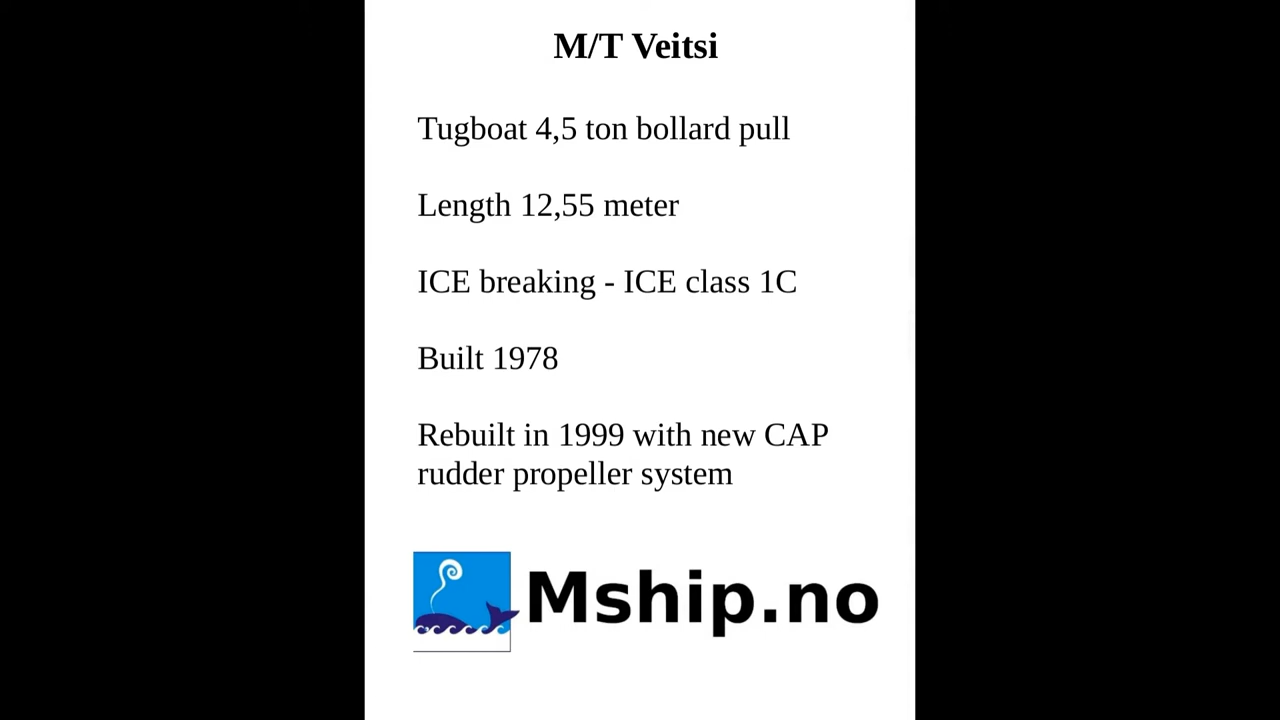 M/T Veitsi
Tugboat 4,5 ton bollard pull
Length 12,55 meter
ICE breaking - ICE class 1C
Built 1978
Rebuilt in 1999 with new CAP
rudder propeller system
Mship.no